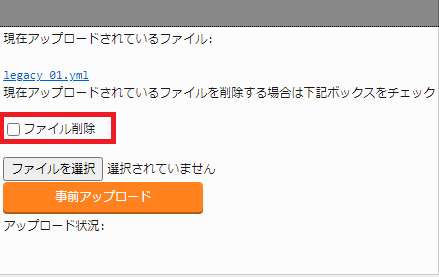 現在アップロードされているファイル:
legacy_01.yml
現在アップロードされているファイルを削除する場合は下記ボックスをチェック
ファイル削除
ファイルを選択 選択されていません
事前アップロード
アップロード状況: